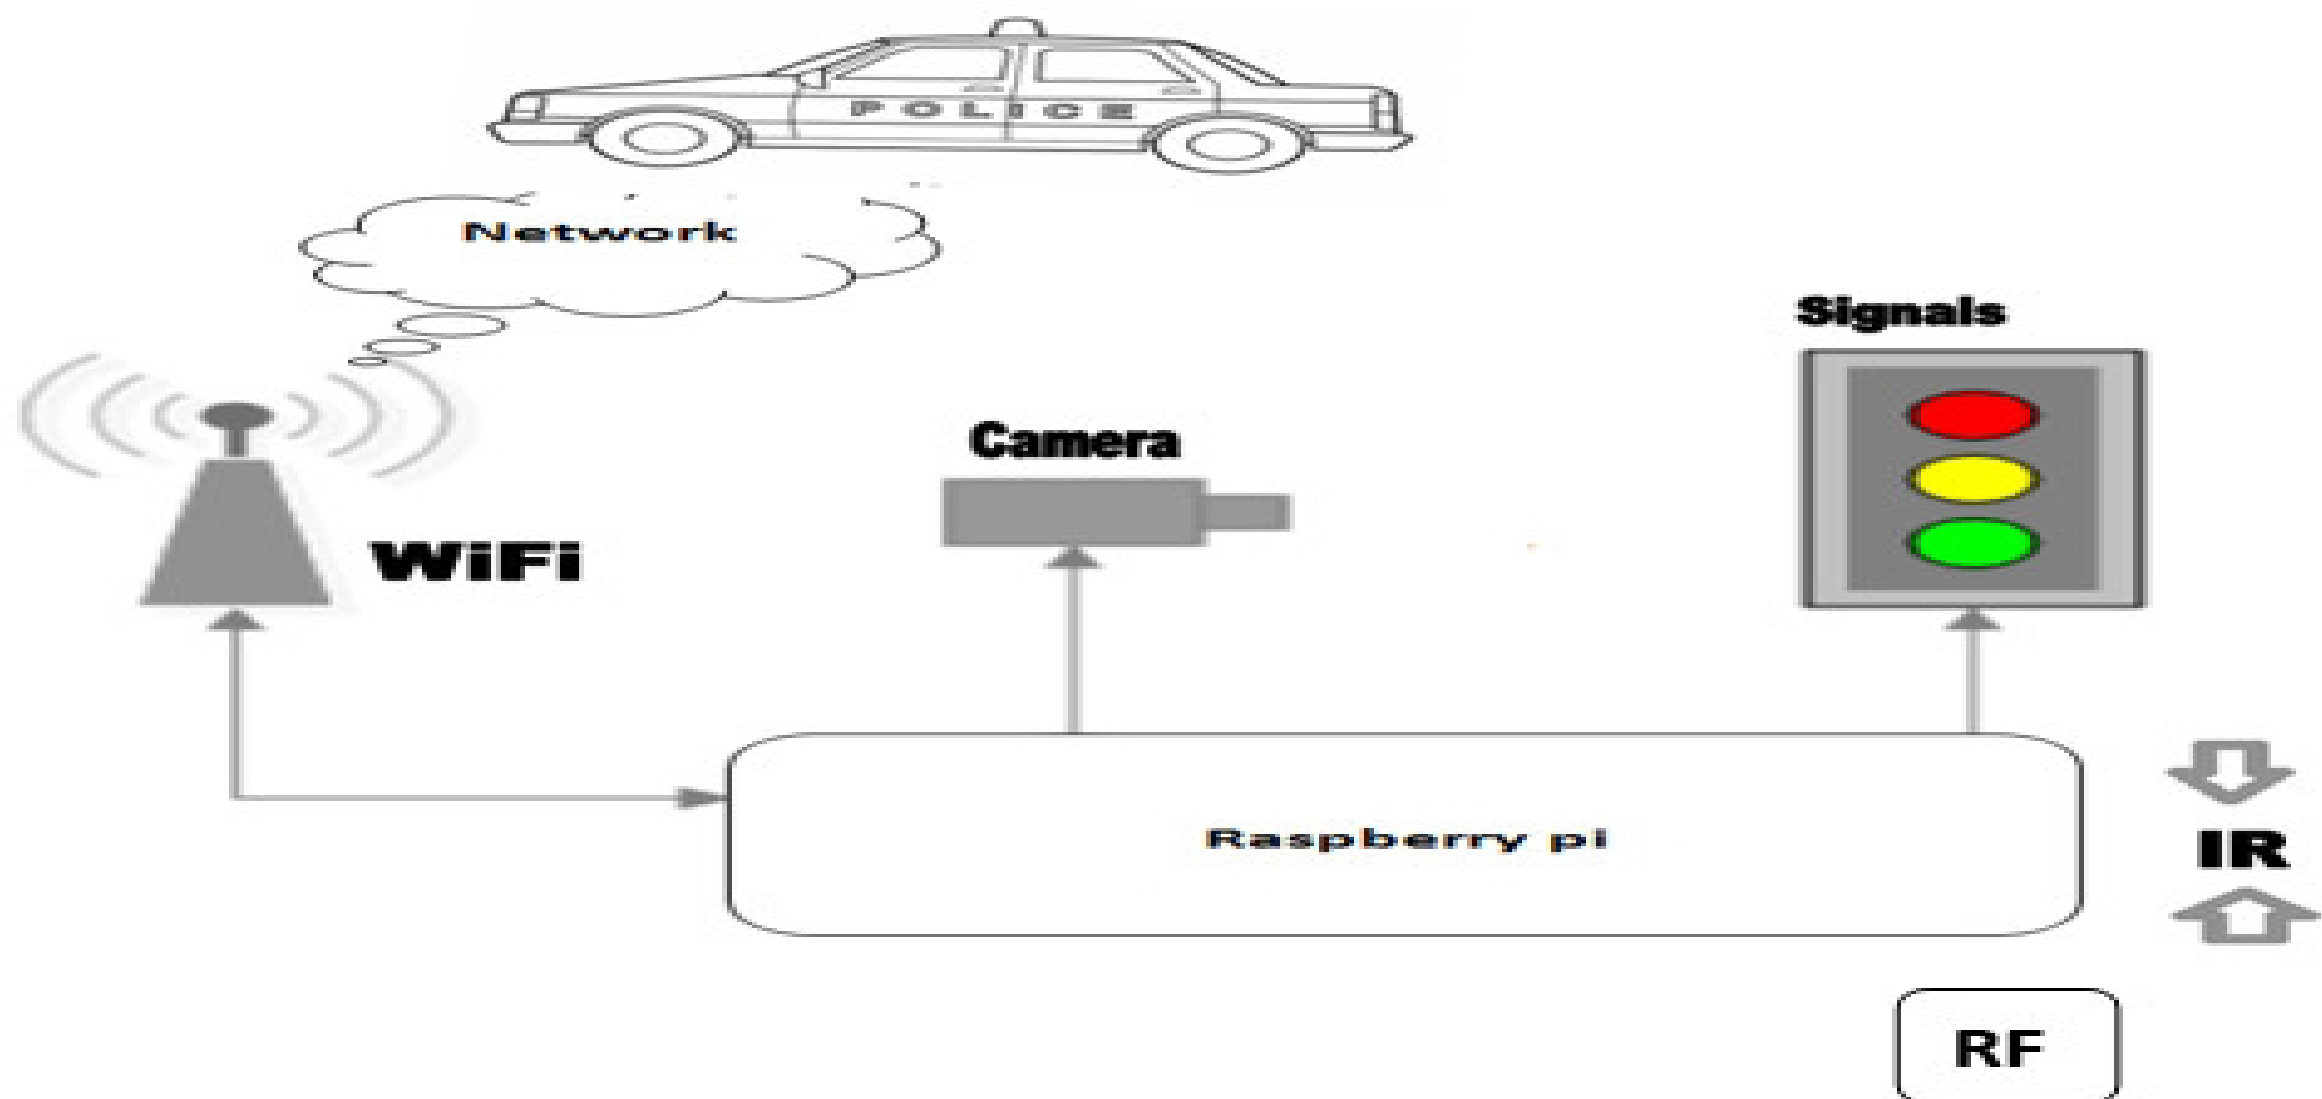 POLICE
Network
Signals
Camera
WiFi
Raspberry pi
IR
RF